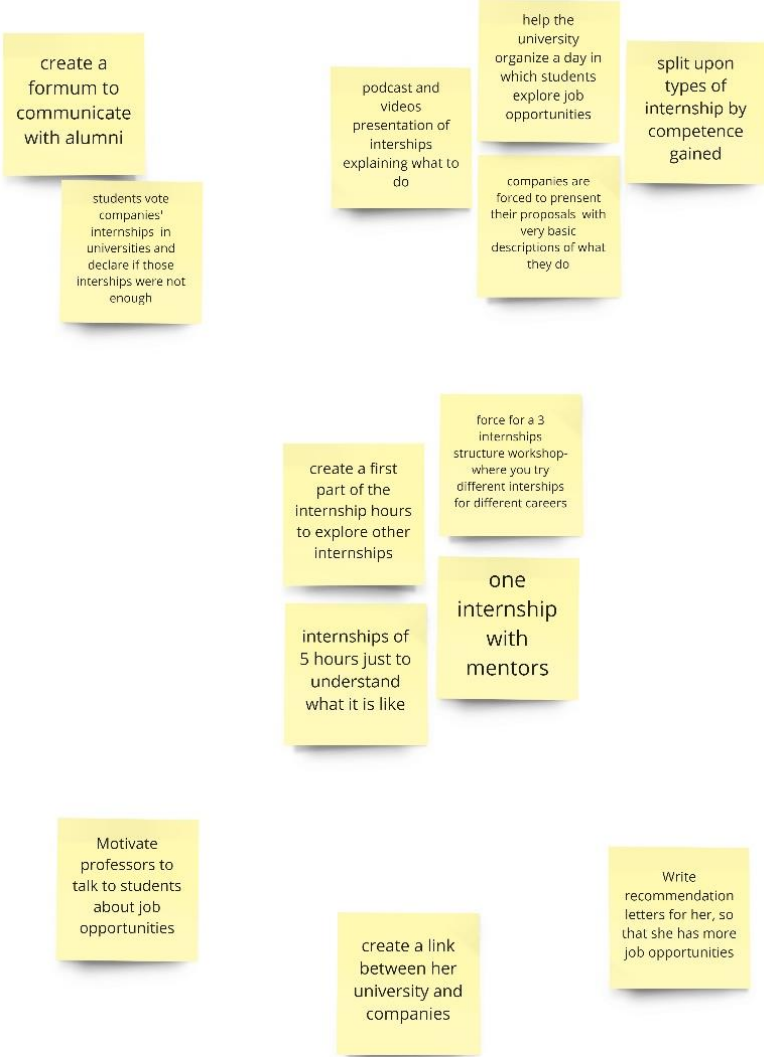 create a
formum to
communicate
with alumni
students vote
companies'
internships in
universities and
declare if those
interships were not
enough
podcast and
videos
presentation of
interships
explaining what to
do
help the
university
organize a day in
which students
explore job
opportunities
split upon
types of
internship by
competence
gained
companies are
forced to prensent
their proposals with
very basic
descriptions of what
they do
create a first
part of the
internship hours
to explore other
internships
force for a 3
internships
structure workshop-
where you try
different interships
for different careers
internships of
5 hours just to
understand
what it is like
one
internship
with
mentors
Motivate
professors to
talk to students
about job
opportunities
create a link
between her
university and
companies
Write
recommendation
letters for her, so
that she has more
job opportunities